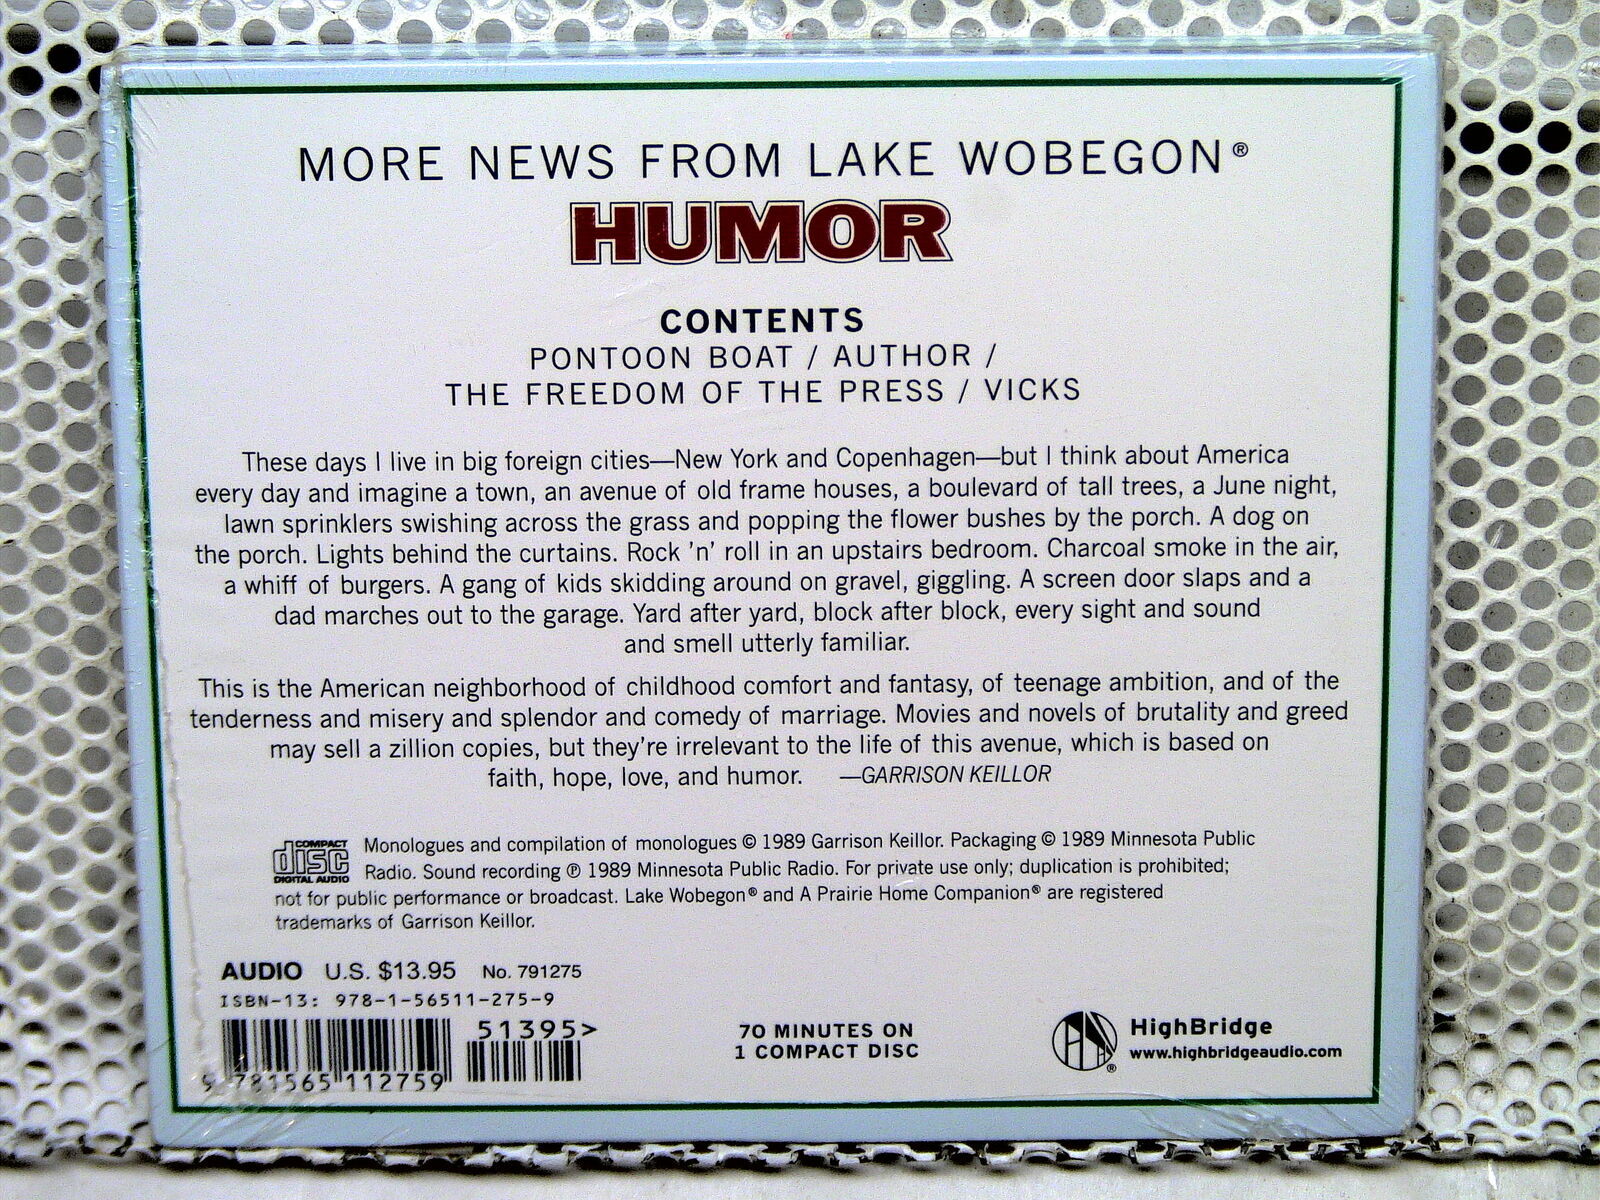 MORE NEWS FROM LAKE WOBEGON®
HUMOR
CONTENTS
PONTOON BOAT / AUTHOR /
THE FREEDOM OF THE PRESS / VICKS
These days I live in big foreign cities—New York and Copenhagen—but I think about America
every day and imagine a town, an avenue of old frame houses, a boulevard of tall trees, a June night,
lawn sprinklers swishing across the grass and popping the flower bushes by the porch. A dog on
the porch. Lights behind the curtains. Rock 'n' roll in an upstairs bedroom. Charcoal smoke in the air,
a whiff of burgers. A gang of kids skidding around on gravel, giggling. A screen door slaps and a
dad marches out to the garage. Yard after yard, block after block, every sight and sound
and smell utterly familiar.
This is the American neighborhood of childhood comfort and fantasy, of teenage ambition, and of the
tenderness and misery and splendor and comedy of marriage. Movies and novels of brutality and greed
may sell a zillion copies, but they're irrelevant to the life of this avenue, which is based on
faith, hope, love, and humor. —GARRISON KEILLOR
COMPACT
disc
DIGITAL AUDIO
Monologues and compilation of monologues © 1989 Garrison Keillor. Packaging © 1989 Minnesota Public
Radio. Sound recording ℗ 1989 Minnesota Public Radio. For private use only; duplication is prohibited;
not for public performance or broadcast. Lake Wobegon® and A Prairie Home Companion® are registered
trademarks of Garrison Keillor.
AUDIO U.S. $13.95 No. 791275
ISBN-13: 978-1-56511-275-9
51395>
9 781565 112759
70 MINUTES ON
1 COMPACT DISC
HighBridge
www.highbridgeaudio.com
®